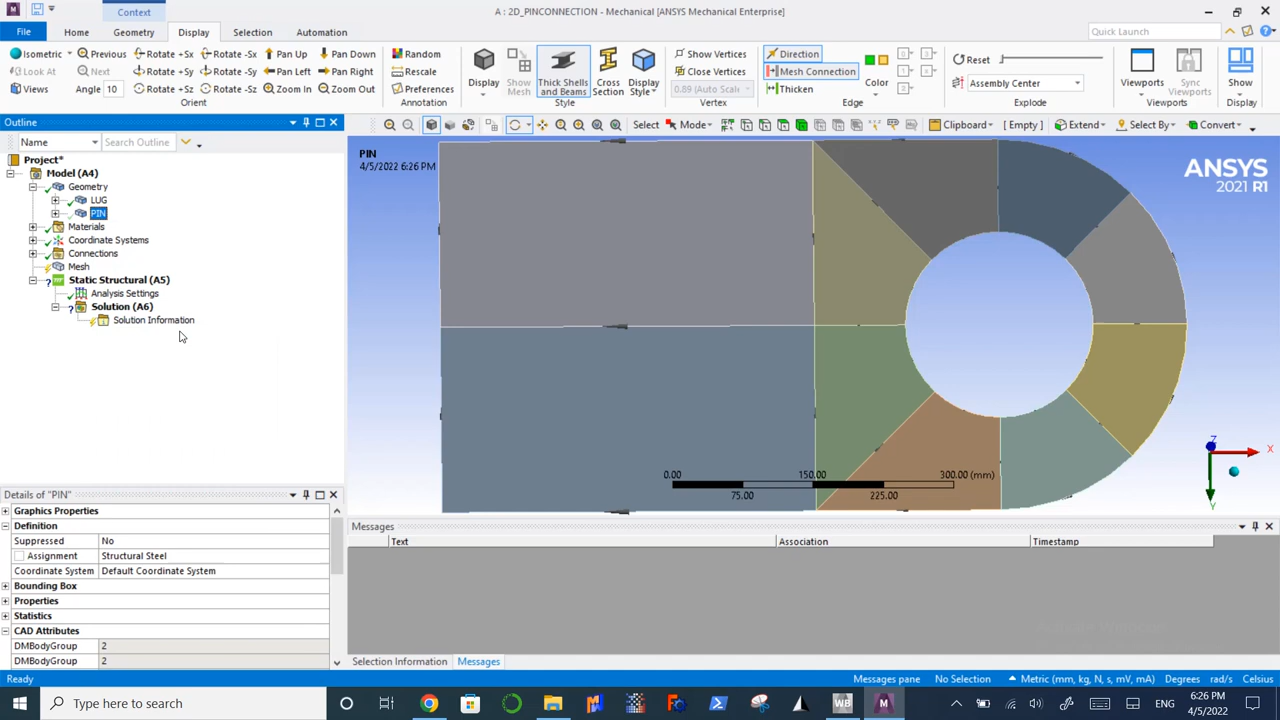 Context
A : 2D_PINCONNECTION - Mechanical [ANSYS Mechanical Enterprise]
File Home Geometry Display Selection Automation Quick Launch
Isometric Previous Rotate +Sx Rotate -Sx Pan Up Pan Down Random Show Vertices Direction Reset
Look At Next Rotate +Sy Rotate -Sy Pan Left Pan Right Rescale Close Vertices Mesh Connection Assembly Center
Views Angle 10 Rotate +Sz Rotate -Sz Zoom In Zoom Out Preferences 0.89 (Auto Scale) Thicken
Display Show Mesh Thick Shells and Beams Cross Section Display Style Color Viewports Sync Viewports Show
Orient Annotation Style Vertex Edge Explode Viewports Display
Outline
Name Search Outline
Select Mode Clipboard [ Empty ] Extend Select By Convert
Project*
Model (A4)
Geometry
LUG
PIN
Materials
Coordinate Systems
Connections
Mesh
Static Structural (A5)
Analysis Settings
Solution (A6)
Solution Information
PIN
4/5/2022 6:26 PM
ANSYS
2021 R1
0.00 150.00 300.00 (mm)
75.00 225.00
Z
X
Y
Details of "PIN"
Graphics Properties
Definition
Suppressed No
Assignment Structural Steel
Coordinate System Default Coordinate System
Bounding Box
Properties
Statistics
CAD Attributes
DMBodyGroup 2
DMBodyGroup 2
Messages
Text Association Timestamp
Selection Information Messages
Ready Messages pane No Selection Metric (mm, kg, N, s, mV, mA) Degrees rad/s Celsius
Type here to search
6:26 PM
4/5/2022